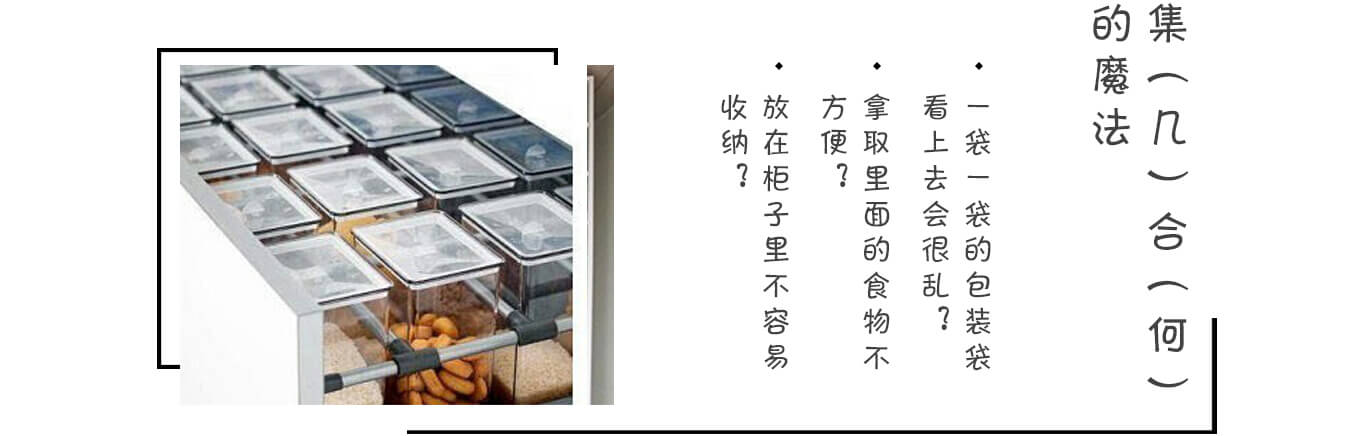 集（几）合（何）
的魔法
一袋一袋的包装袋
看上去会很乱？
拿取里面的食物不
方便？
放在柜子里不容易
收纳？